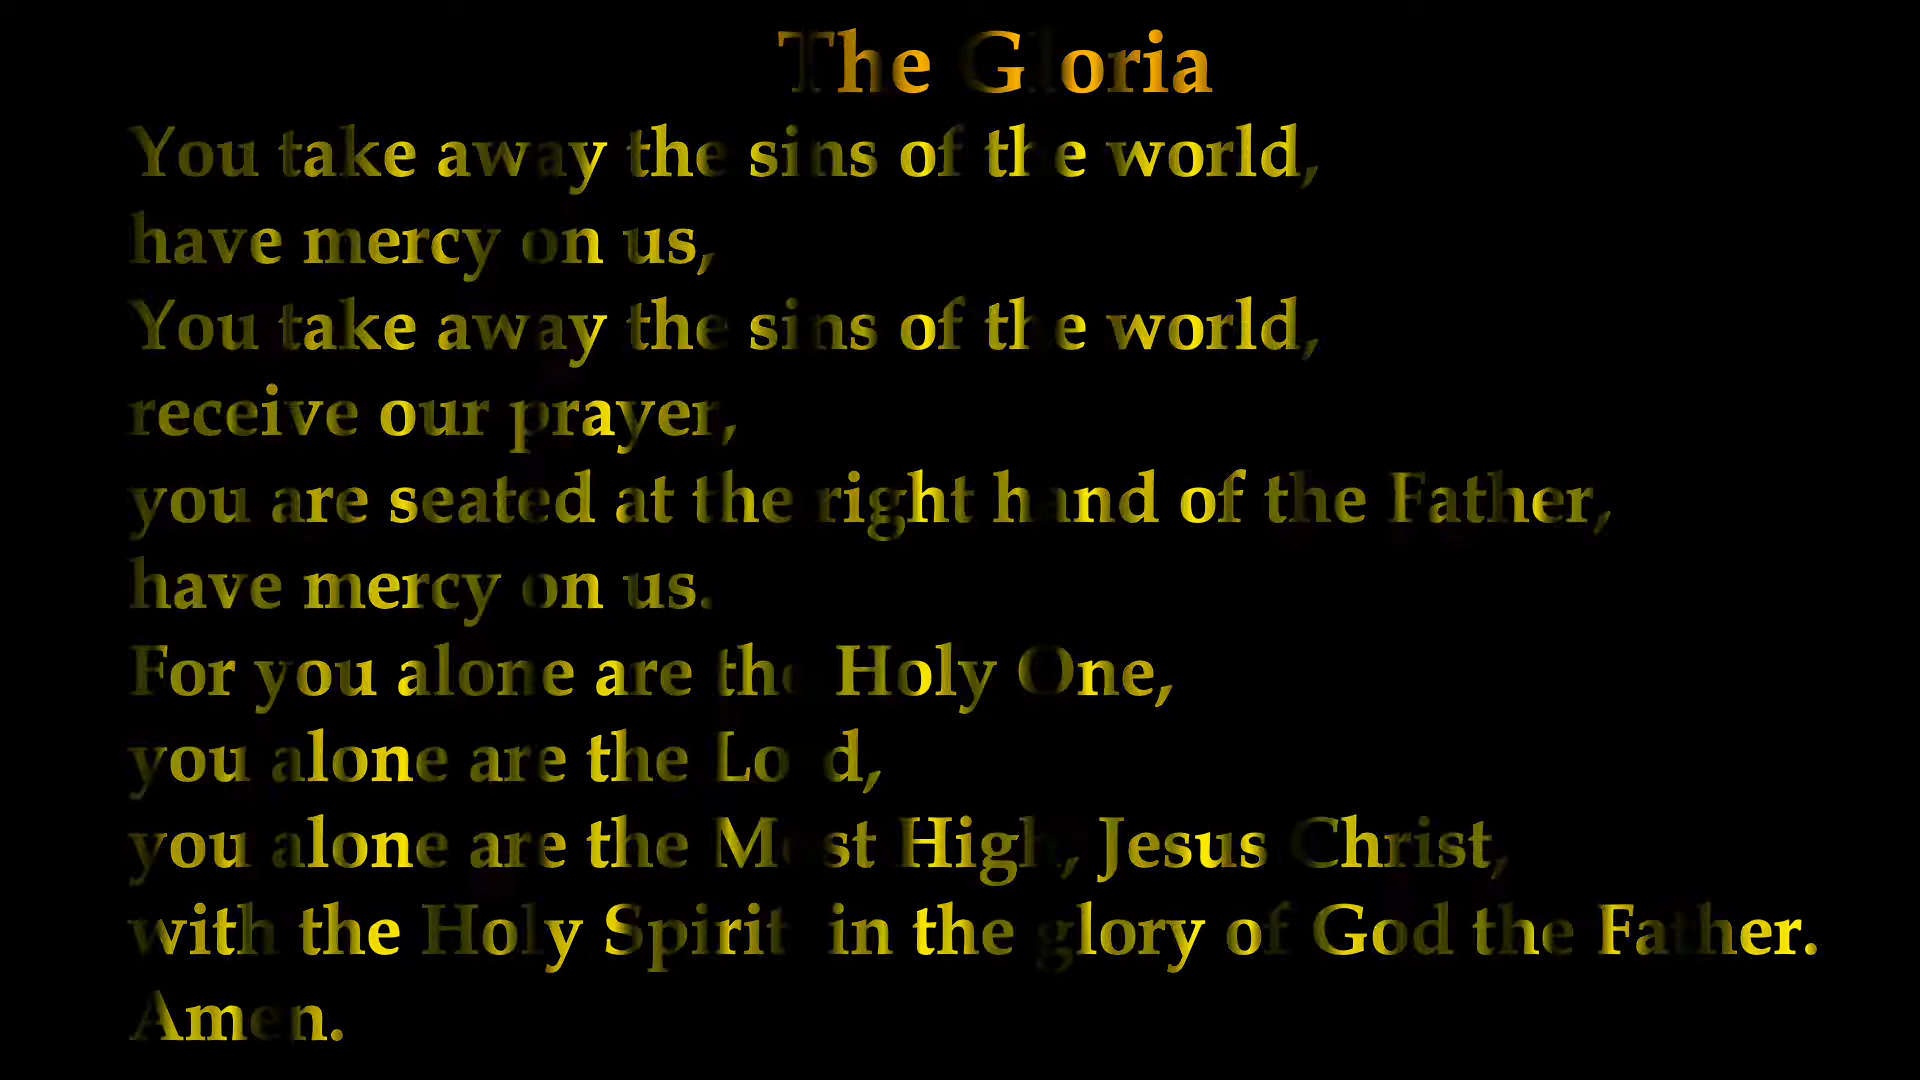 The Gloria
You take away the sins of the world,
have mercy on us,
You take away the sins of the world,
receive our prayer,
you are seated at the right hand of the Father,
have mercy on us.
For you alone are the Holy One,
you alone are the Lord,
you alone are the Most High, Jesus Christ,
with the Holy Spirit in the glory of God the Father.
Amen.